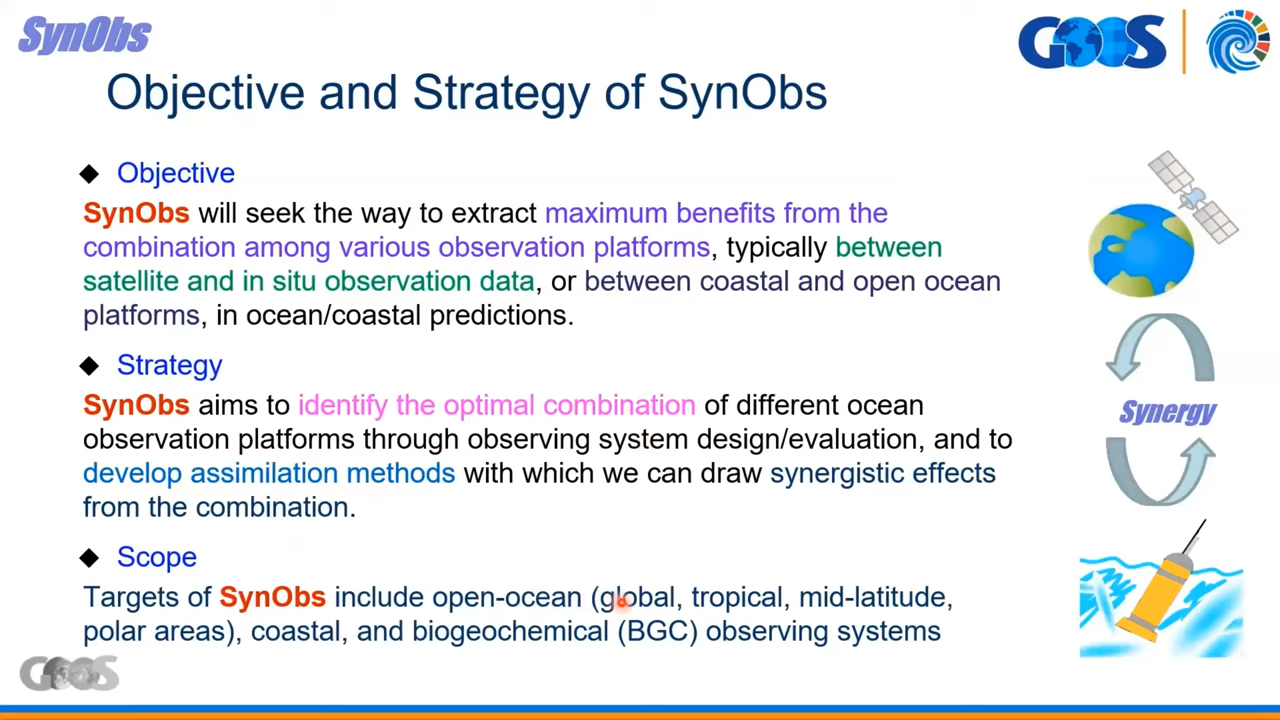 SynObs
GOOS
Objective and Strategy of SynObs
Objective
SynObs will seek the way to extract maximum benefits from the
combination among various observation platforms, typically between
satellite and in situ observation data, or between coastal and open ocean
platforms, in ocean/coastal predictions.
Strategy
SynObs aims to identify the optimal combination of different ocean
observation platforms through observing system design/evaluation, and to
develop assimilation methods with which we can draw synergistic effects
from the combination.
Synergy
Scope
Targets of SynObs include open-ocean (global, tropical, mid-latitude,
polar areas), coastal, and biogeochemical (BGC) observing systems
GOOS